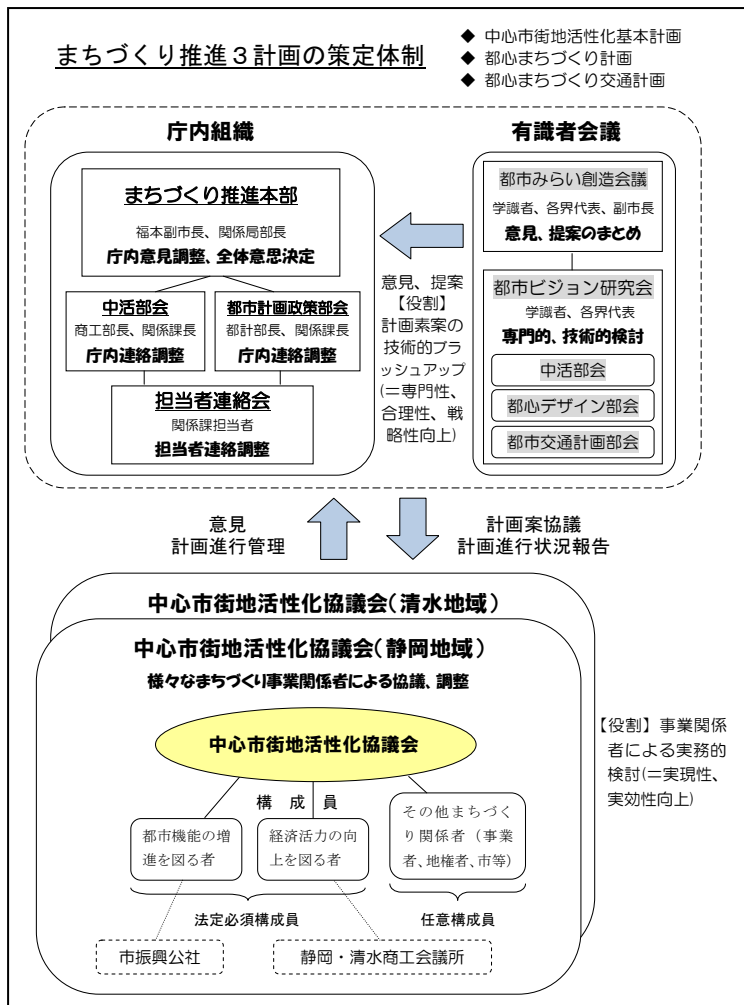 まちづくり推進３計画の策定体制
◆ 中心市街地活性化基本計画
◆ 都心まちづくり計画
◆ 都心まちづくり交通計画
庁内組織
まちづくり推進本部
福本副市長、関係局部長
庁内意見調整、全体意思決定
中活部会
商工部長、関係課長
庁内連絡調整
都市計画政策部会
都計部長、関係課長
庁内連絡調整
担当者連絡会
関係課担当者
担当者連絡調整
意見、提案
【役割】
計画素案の
技術的ブラ
ッシュアップ
(＝専門性、
合理性、戦
略性向上)
有識者会議
都市みらい創造会議
学識者、各界代表、副市長
意見、提案のまとめ
都市ビジョン研究会
学識者、各界代表
専門的、技術的検討
中活部会
都心デザイン部会
都市交通計画部会
意見
計画進行管理
計画案協議
計画進行状況報告
中心市街地活性化協議会（清水地域）
中心市街地活性化協議会（静岡地域）
様々なまちづくり事業関係者による協議、調整
中心市街地活性化協議会
構 成 員
都市機能の増
進を図る者
経済活力の向
上を図る者
その他まちづく
り関係者（事業
者、地権者、市等）
法定必須構成員
任意構成員
市振興公社
静岡・清水商工会議所
【役割】事業関係
者による実務的
検討(＝実現性、
実効性向上)